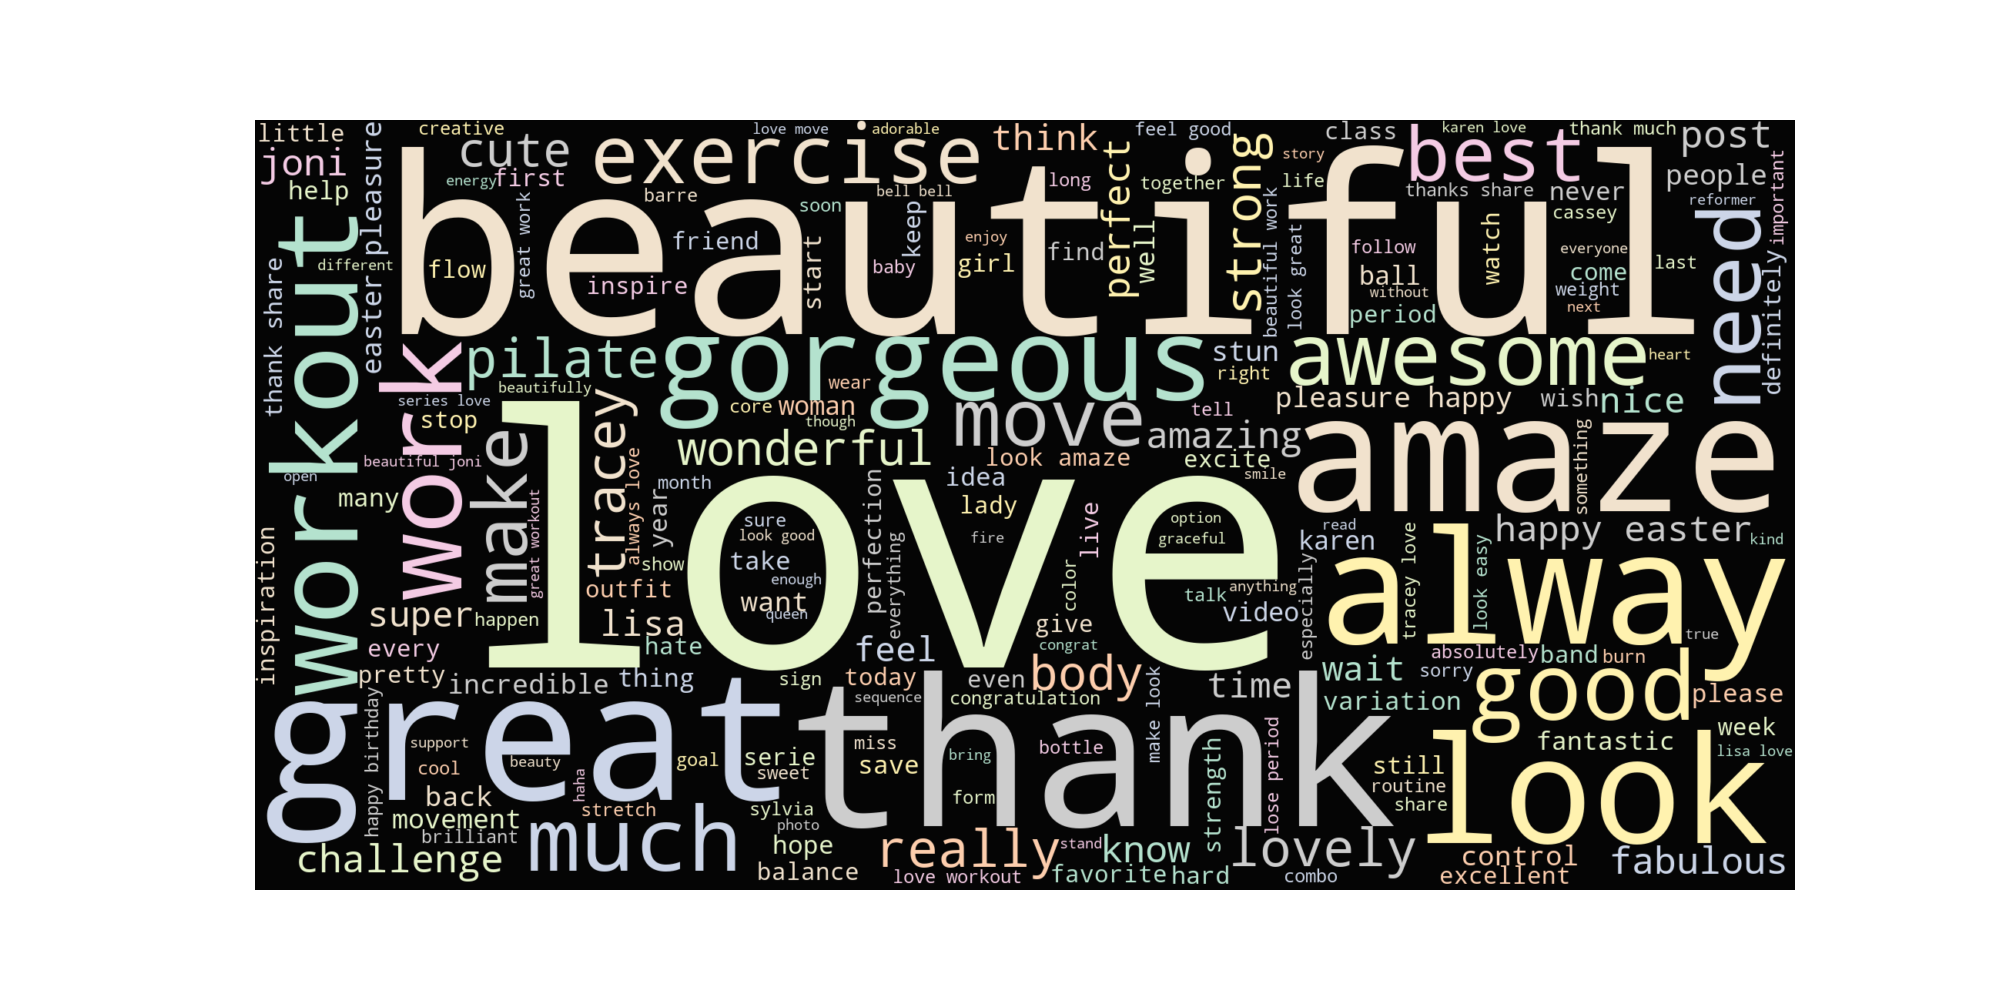 little
creative
love move
adorable
think
feel good
class
karen love
thank much
post
joni
cute
exercise
best
help
energy
first
barre
bell bell
long
together
story
life
thanks share
never
people
pleasure
great work
soon
keep
perfect
strong
cassey
reformer
important
beautiful
workout
easter
different
flow
friend
inspire
start
baby
enjoy
girl
find
well
beautiful work
look great
follow
watch
everyone
come
last
need
ball
without
weight
next
period
definitely
thank share
work
pilate
gorgeous
stun
right
awesome
heart
beautifully
series love
stop
wear
core
woman
though
move
tell
pleasure happy
wish
nice
make
tracey
wonderful
amazing
amaze
beautiful joni
open
many
always love
month
look amaze
excite
smile
idea
something
love
great workout
year
perfection
lady
live
option
graceful
read
karen
happy easter
kind
sure
look good
fire
inspiration
show
take
enough
everything
color
talk
anything
especially
tracey love
look easy
alway
outfit
want
queen
super
happen
lisa
give
video
every
hate
feel
congrat
true
absolutely
band
burn
pretty
incredible
thing
sign
today
even
body
time
wait
sorry
good
variation
please
sequence
congratulation
make look
great
thank
happy birthday
support
miss
bring
bottle
week
fantastic
lisa love
cool
beauty
haha
goal
serie
sweet
save
strength
lose period
still
look
routine
share
back
stretch
form
movement
sylvia
brilliant
much
photo
hope
really
stand
know
lovely
challenge
balance
love workout
favorite
hard
combo
control
excellent
fabulous